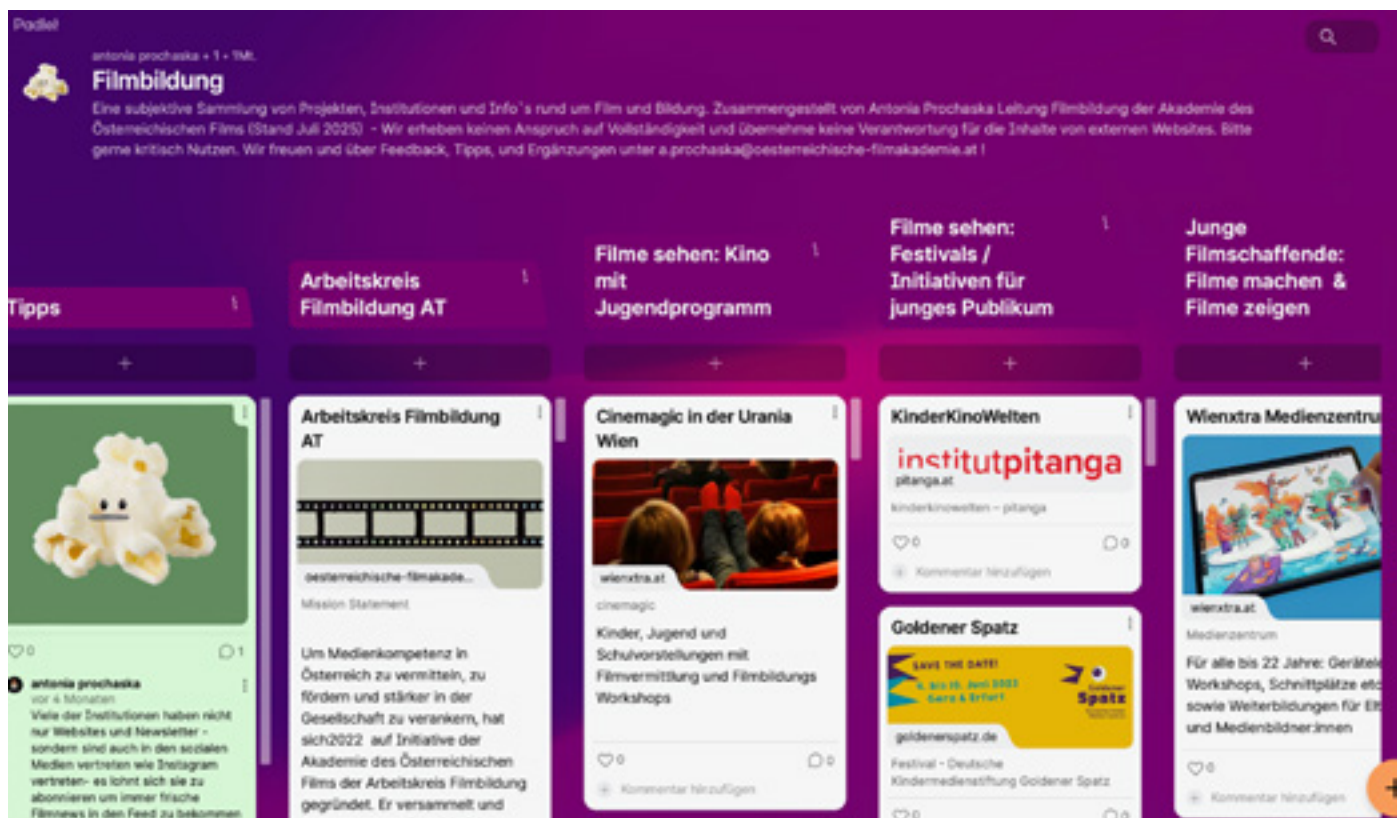 Padlet
antonia prochaska + 1 • 1Mt.
Filmbildung
Eine subjektive Sammlung von Projekten, Institutionen und Info`s rund um Film und Bildung. Zusammengestellt von Antonia Prochaska Leitung Filmbildung der Akademie des
Österreichischen Films (Stand Juli 2025) - Wir erheben keinen Anspruch auf Vollständigkeit und übernehme keine Verantwortung für die Inhalte von externen Websites. Bitte
gerne kritisch Nutzen. Wir freuen und über Feedback, Tipps, und Ergänzungen unter a.prochaska@oesterreichische-filmakademie.at !
Tipps
0
1
antonia prochaska
vor 4 Monaten
Viele der Institutionen haben nicht
nur Websites und Newsletter -
sondern sind auch in den sozialen
Medien vertreten wie Instagram
vertreten- es lohnt sich sie zu
abonnieren um immer frische
Filmnews in den Feed zu bekommen
Arbeitskreis
Filmbildung AT
Arbeitskreis Filmbildung
AT
oesterreichische-filmakade...
Mission Statement
Um Medienkompetenz in
Österreich zu vermitteln, zu
fördern und stärker in der
Gesellschaft zu verankern, hat
sich2022 auf Initiative der
Akademie des Österreichischen
Films der Arbeitskreis Filmbildung
gegründet. Er versammelt und
Filme sehen: Kino
mit
Jugendprogramm
Cinemagic in der Urania
Wien
wienxtra.at
cinemagic
Kinder, Jugend und
Schulvorstellungen mit
Filmvermittlung und Filmbildungs
Workshops
0
0
Kommentar hinzufügen
Filme sehen:
Festivals /
Initiativen für
junges Publikum
KinderKinoWelten
institutpitanga
pitanga.at
kinderkinowelten – pitanga
0
0
Kommentar hinzufügen
Goldener Spatz
SAVE THE DATE!
Gera & Erfurt
Goldener
Spatz
goldenerspatz.de
Festival - Deutsche
Kindermedienstiftung Goldener Spatz
0
0
Junge
Filmschaffende:
Filme machen &
Filme zeigen
Wienxtra Medienzentru
wienxtra.at
Medienzentrum
Für alle bis 22 Jahre: Gerätele
Workshops, Schnittplätze etc
sowie Weiterbildungen für Elt
und Medienbildner:innen
0
Kommentar hinzufügen